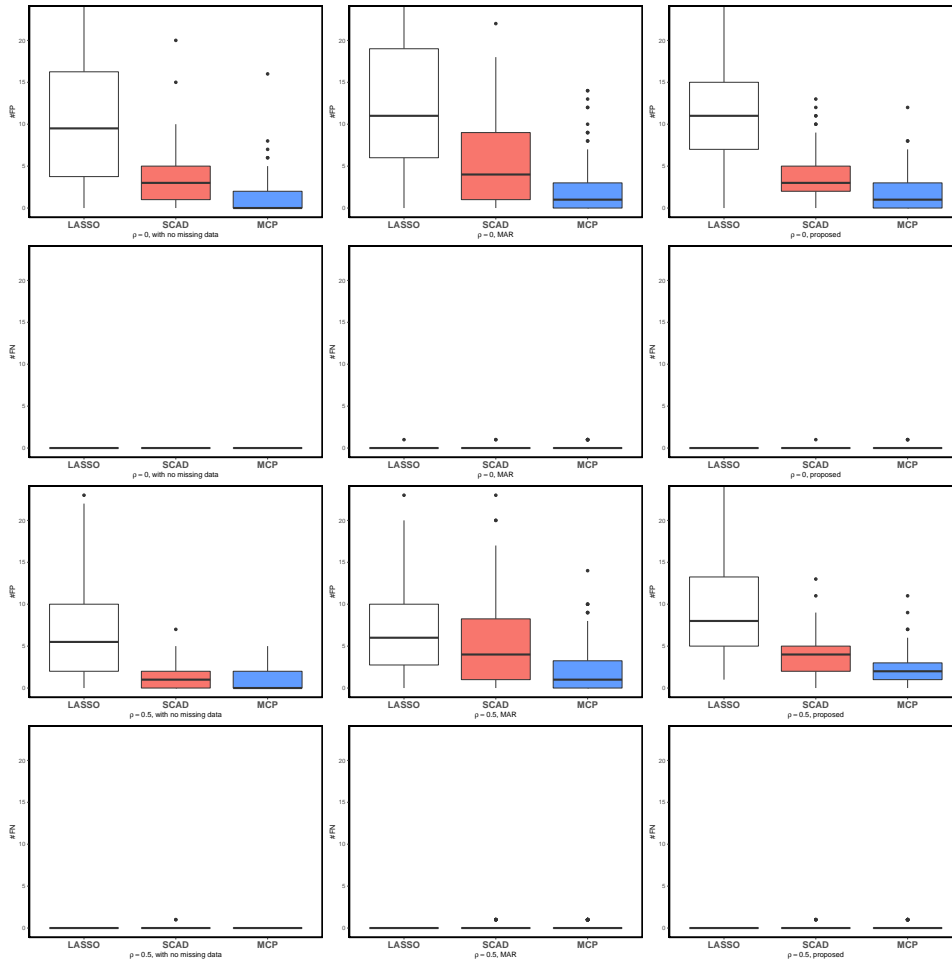 #FP
20
15
10
5
0
LASSO SCAD MCP
ρ = 0, with no missing data
#FP
20
15
10
5
0
LASSO SCAD MCP
ρ = 0, MAR
#FP
20
15
10
5
0
LASSO SCAD MCP
ρ = 0, proposed
#FN
20
15
10
5
0
LASSO SCAD MCP
ρ = 0, with no missing data
#FN
20
15
10
5
0
LASSO SCAD MCP
ρ = 0, MAR
#FN
20
15
10
5
0
LASSO SCAD MCP
ρ = 0, proposed
#FP
20
15
10
5
0
LASSO SCAD MCP
ρ = 0.5, with no missing data
#FP
20
15
10
5
0
LASSO SCAD MCP
ρ = 0.5, MAR
#FP
20
15
10
5
0
LASSO SCAD MCP
ρ = 0.5, proposed
#FN
20
15
10
5
0
LASSO SCAD MCP
ρ = 0.5, with no missing data
#FN
20
15
10
5
0
LASSO SCAD MCP
ρ = 0.5, MAR
#FN
20
15
10
5
0
LASSO SCAD MCP
ρ = 0.5, proposed